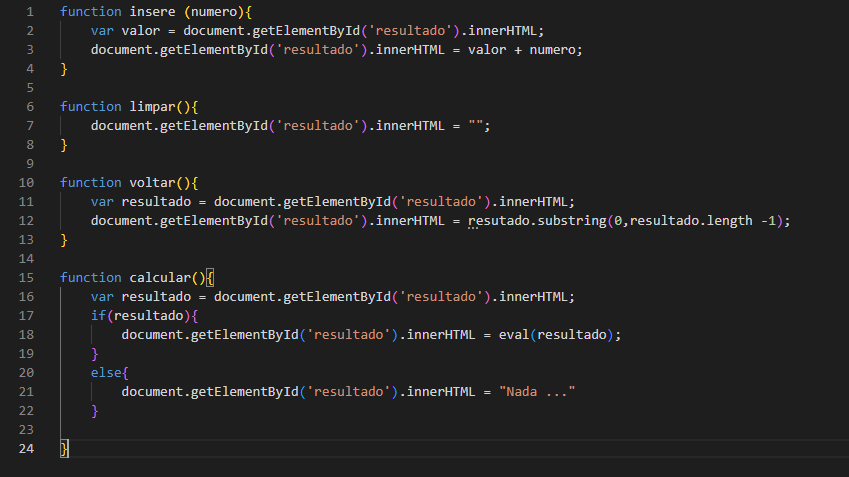 1 function insere (numero){
2 var valor = document.getElementById('resultado').innerHTML;
3 document.getElementById('resultado').innerHTML = valor + numero;
4 }
5
6 function limpar(){
7 document.getElementById('resultado').innerHTML = "";
8 }
9
10 function voltar(){
11 var resultado = document.getElementById('resultado').innerHTML;
12 document.getElementById('resultado').innerHTML = resutado.substring(0,resultado.length -1);
13 }
14
15 function calcular(){
16 var resultado = document.getElementById('resultado').innerHTML;
17 if(resultado){
18 document.getElementById('resultado').innerHTML = eval(resultado);
19 }
20 else{
21 document.getElementById('resultado').innerHTML = "Nada ..."
22 }
23
24 }